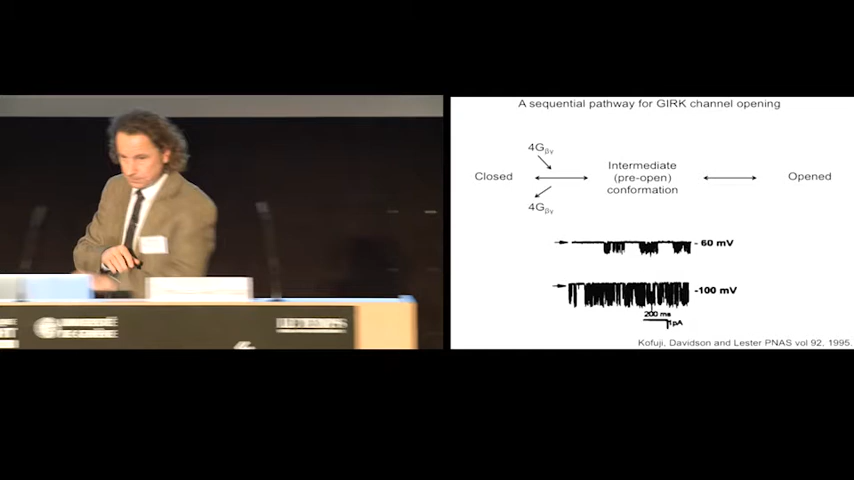 A sequential pathway for GIRK channel opening
4Gβγ
Closed
Intermediate
(pre-open)
conformation
Opened
4Gβγ
- 60 mV
-100 mV
200 ms
1pA
Kofuji, Davidson and Lester PNAS vol 92, 1995.